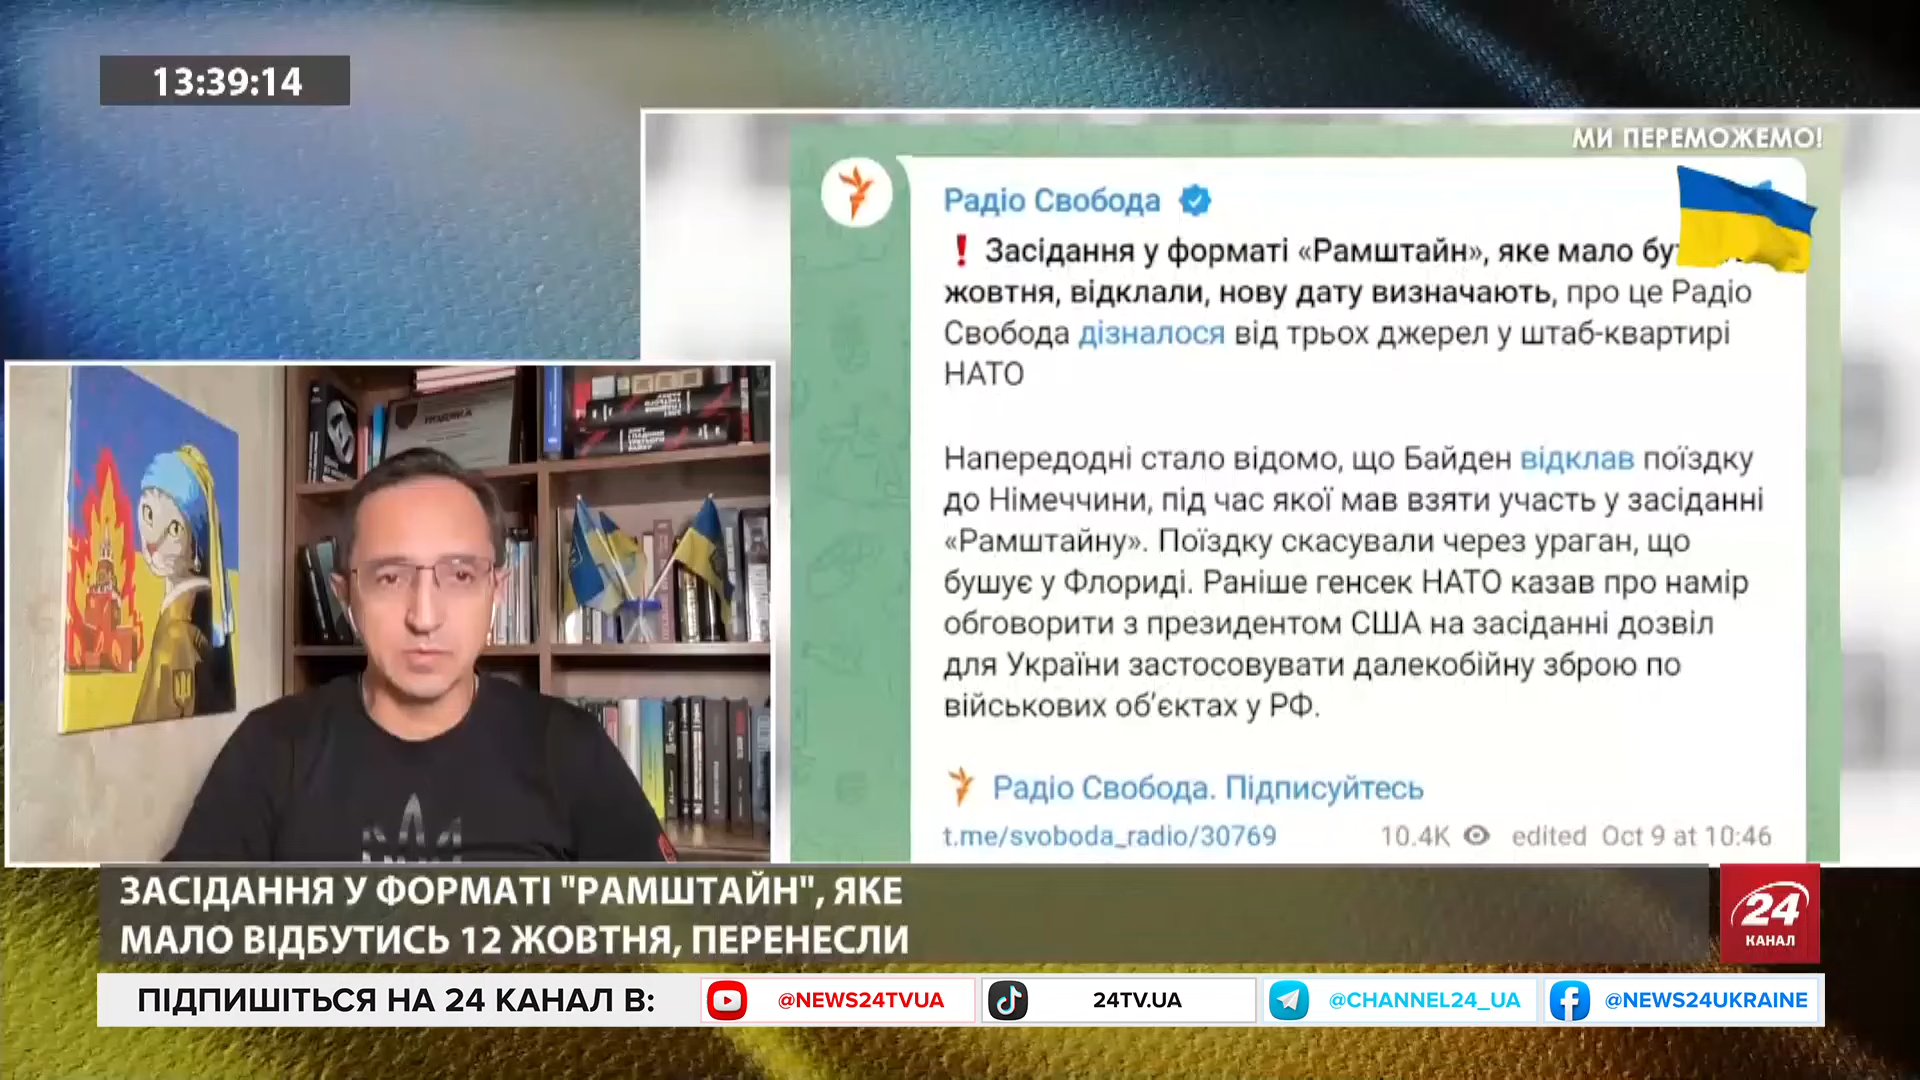 13:39:14
МИ ПЕРЕМОЖЕМО!
Радіо Свобода
❗ Засідання у форматі «Рамштайн», яке мало
жовтня, відклали, нову дату визначають, про це Радіо
Свобода дізналося від трьох джерел у штаб-квартирі
НАТО
Напередодні стало відомо, що Байден відклав поїздку
до Німеччини, під час якої мав взяти участь у засіданні
«Рамштайну». Поїздку скасували через ураган, що
бушує у Флориді. Раніше генсек НАТО казав про намір
обговорити з президентом США на засіданні дозвіл
для України застосовувати далекобійну зброю по
військових об’єктах у РФ.
Радіо Свобода. Підписуйтесь
t.me/svoboda_radio/30769 10.4K edited Oct 9 at 10:46
ПОДЯКА
ЗАСІДАННЯ У ФОРМАТІ "РАМШТАЙН", ЯКЕ
МАЛО ВІДБУТИСЬ 12 ЖОВТНЯ, ПЕРЕНЕСЛИ
24
КАНАЛ
ПІДПИШІТЬСЯ НА 24 КАНАЛ В: @NEWS24TVUA 24TV.UA @CHANNEL24_UA @NEWS24UKRAINE